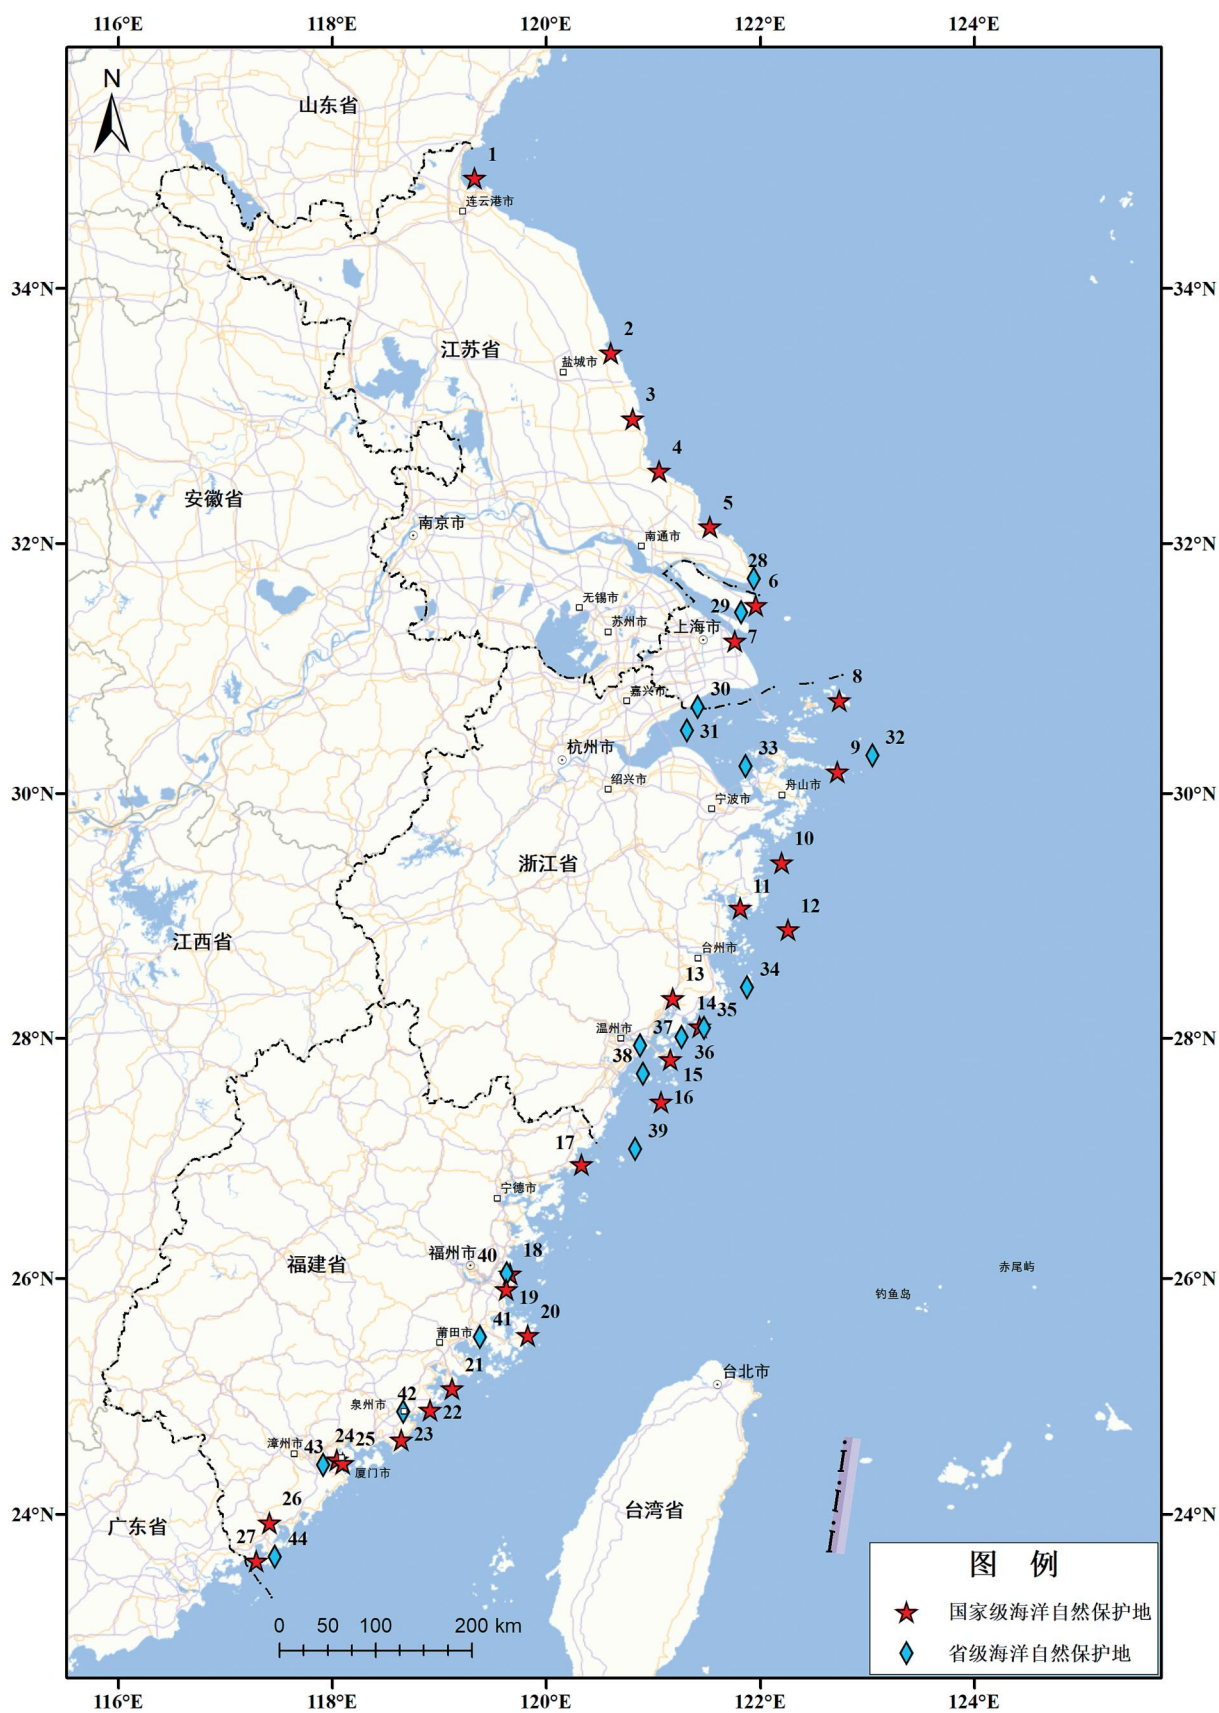 116°E 118°E 120°E 122°E 124°E
N
山东省
1
连云港市
34°N 34°N
2
江苏省
盐城市
3
4
安徽省
5
南京市
南通市
32°N 32°N
28
6
无锡市
29
苏州市
上海市
7
8
30
嘉兴市
31
32
9
33
杭州市
绍兴市
舟山市
30°N 30°N
宁波市
10
浙江省
11
12
江西省
台州市
13
34
14
35
温州市
37
28°N 28°N
38
36
15
16
39
17
宁德市
福州市
40
18
福建省
赤尾屿
26°N 26°N
钓鱼岛
19
20
41
莆田市
21
台北市
42
泉州市
22
23
24
25
43
漳州市
厦门市
26
台湾省
24°N 24°N
广东省
27
44
图 例
国家级海洋自然保护地
省级海洋自然保护地
0 50 100 200 km
116°E 118°E 120°E 122°E 124°E